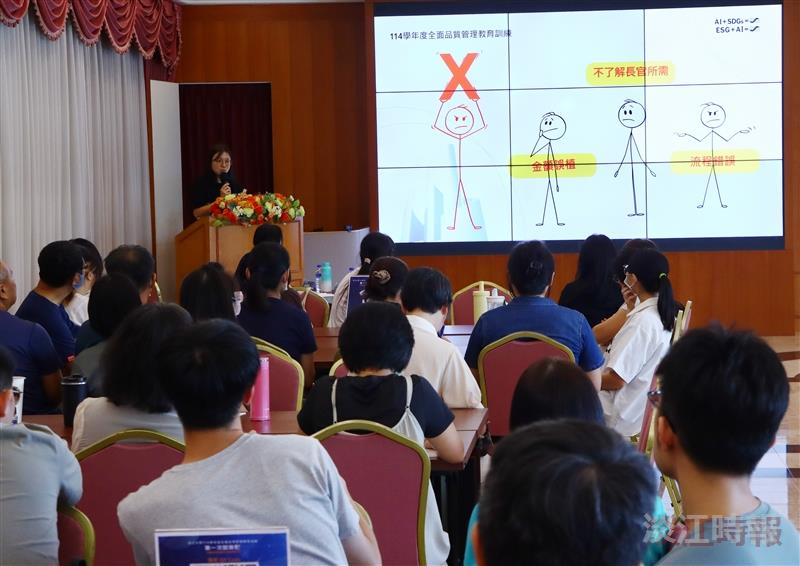 114學年度全面品質管理教育訓練
AI+SDGs=
ESG+AI=
不了解長官所需
金額誤植
流程錯誤
淡江時報